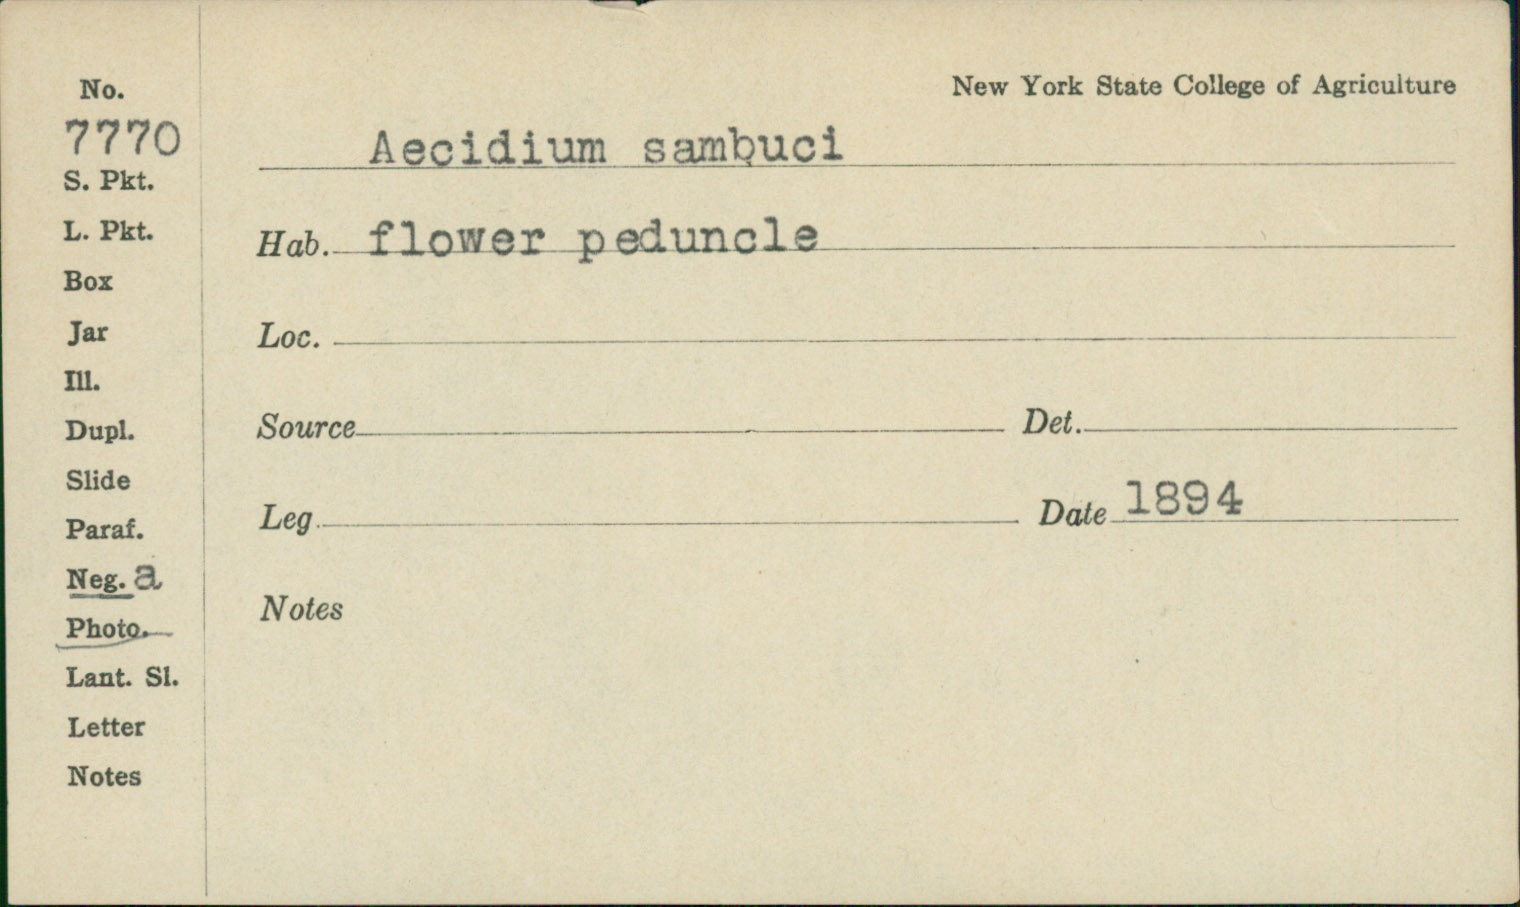 No.
7770
S. Pkt.
L. Pkt.
Box
Jar
Ill.
Dupl.
Slide
Paraf.
Neg. a
Photo.
Lant. Sl.
Letter
Notes
New York State College of Agriculture
Aecidium sambuci
Hab. flower peduncle
Loc.
Source Det.
Leg Date 1894
Notes